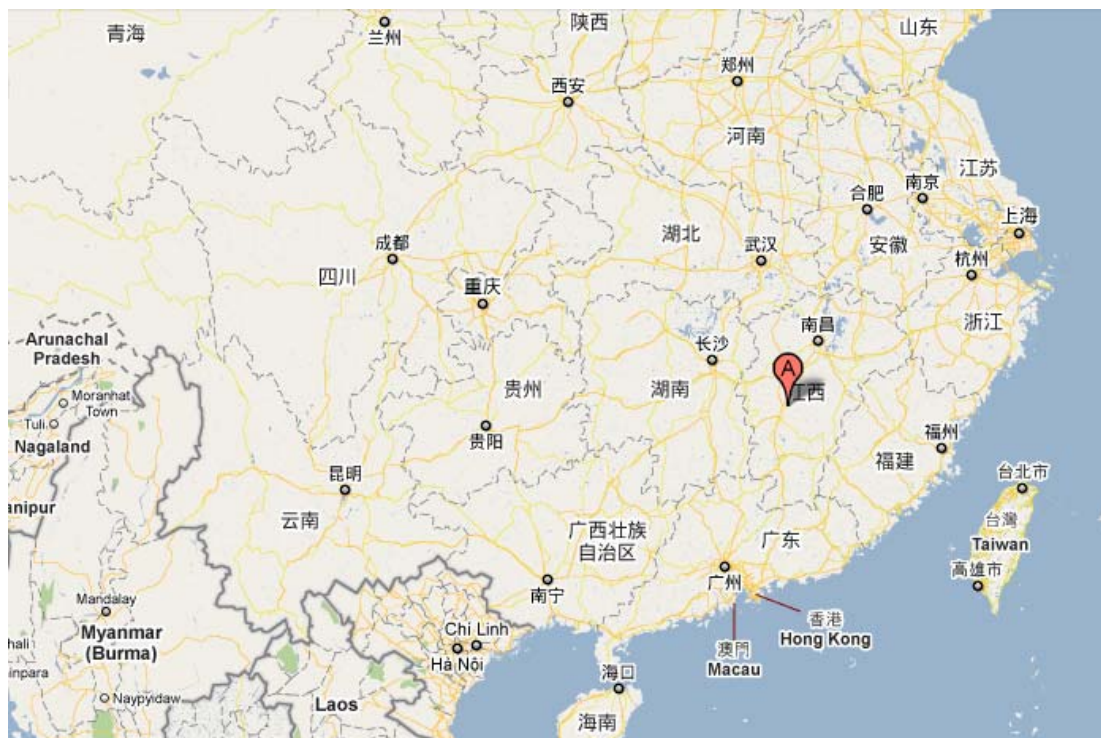 青海
兰州
陕西
山东
郑州
西安
河南
江苏
合肥
南京
上海
湖北
武汉
安徽
成都
杭州
四川
重庆
浙江
南昌
Arunachal
Pradesh
长沙
A
江西
湖南
贵州
Moranhat
Town
Tuli
Nagaland
贵阳
福州
福建
昆明
台北市
anipur
云南
广西壮族
自治区
广东
台灣
Taiwan
广州
高雄市
南宁
Mandalay
香港
Hong Kong
Myanmar
(Burma)
Chí Linh
澳門
Macau
Hà Nội
hali
海口
inpara
Naypyidaw
Laos
海南